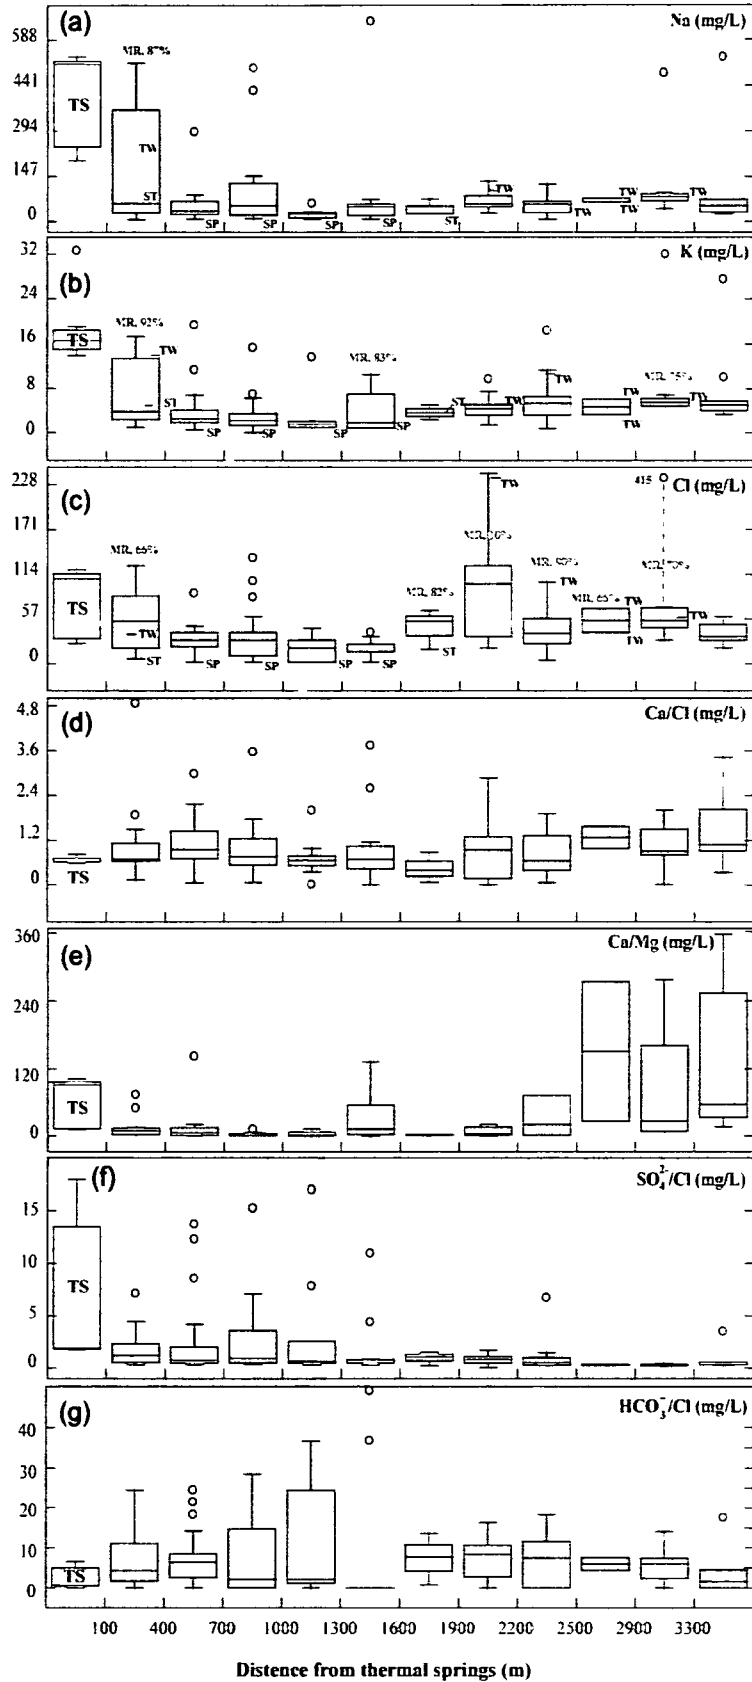 (a)
Na (mg/L)
588
441
294
147
0
MR, 87%
TS
TW
ST
SP
SP
SP
SP
ST
TW
TW
TW
TW
TW
(b)
K (mg/L)
32
16
8
0
MR, 92%
MR, 83%
TS
TW
ST
SP
SP
SP
SP
ST
TW
TW
TW
TW
TW
(c)
Cl (mg/L)
228
171
114
57
0
MR, 66%
MR, 82%
MR, 90%
MR, 65%
415
TS
TW
ST
SP
SP
SP
SP
ST
TW
TW
TW
TW
TW
(d)
Ca/Cl (mg/L)
4.8
3.6
2.4
1.2
0
TS
(e)
Ca/Mg (mg/L)
360
240
120
0
TS
(f)
SO₄²⁻/Cl (mg/L)
15
10
5
0
TS
(g)
HCO₃⁻/Cl (mg/L)
40
30
20
10
0
TS
100 400 700 1000 1300 1600 1900 2200 2500 2900 3300
Distence from thermal springs (m)